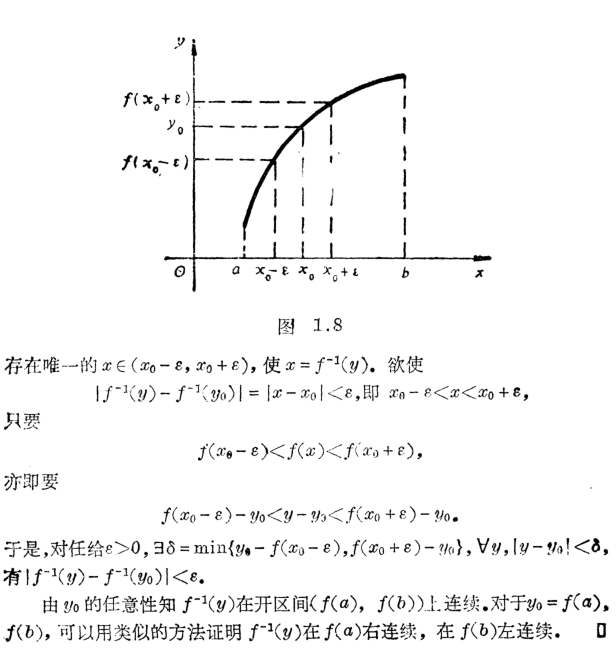 y
f(x₀+ε)
y₀
f(x₀-ε)
O a x₀-ε x₀ x₀+ε b x
图 1.8
存在唯一的 x∈(x₀-ε, x₀+ε), 使 x=f⁻¹(y). 欲使
|f⁻¹(y)-f⁻¹(y₀)|=|x-x₀|<ε,即 x₀-ε<x<x₀+ε,
只要
f(x₀-ε)<f(x)<f(x₀+ε),
亦即要
f(x₀-ε)-y₀<y-y₀<f(x₀+ε)-y₀.
于是,对任给ε>0,∃δ=min{y₀-f(x₀-ε),f(x₀+ε)-y₀}, ∀y,|y-y₀|<δ,
有|f⁻¹(y)-f⁻¹(y₀)|<ε.
由 y₀ 的任意性知 f⁻¹(y)在开区间(f(a), f(b))上连续.对于y₀=f(a),
f(b), 可以用类似的方法证明 f⁻¹(y)在f(a)右连续, 在 f(b)左连续. ▯